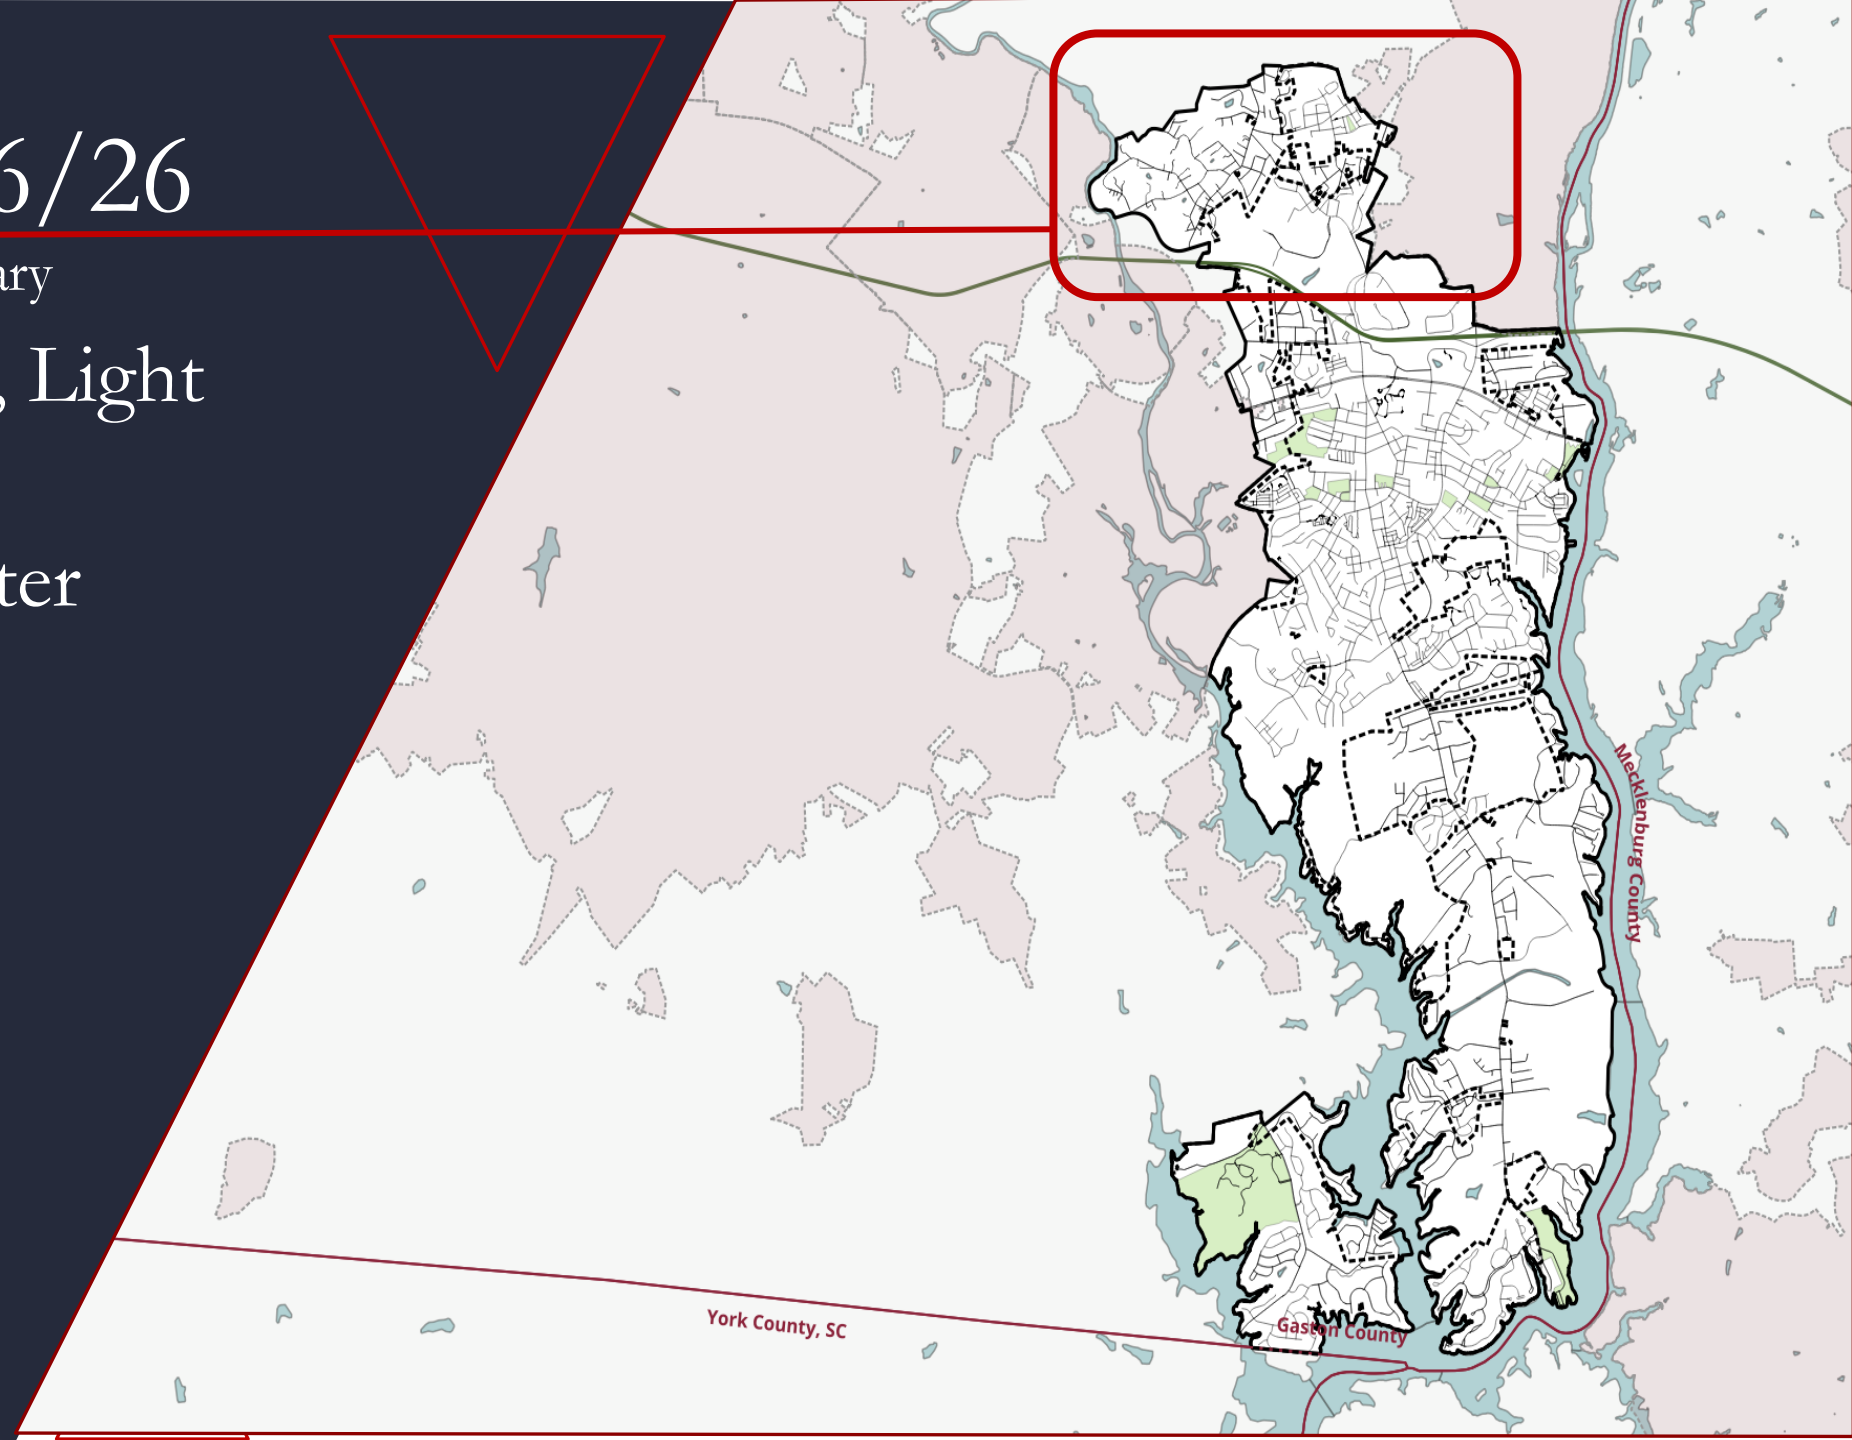 6/26
ary
, Light
ter
Mecklenburg County
York County, SC
Gaston County